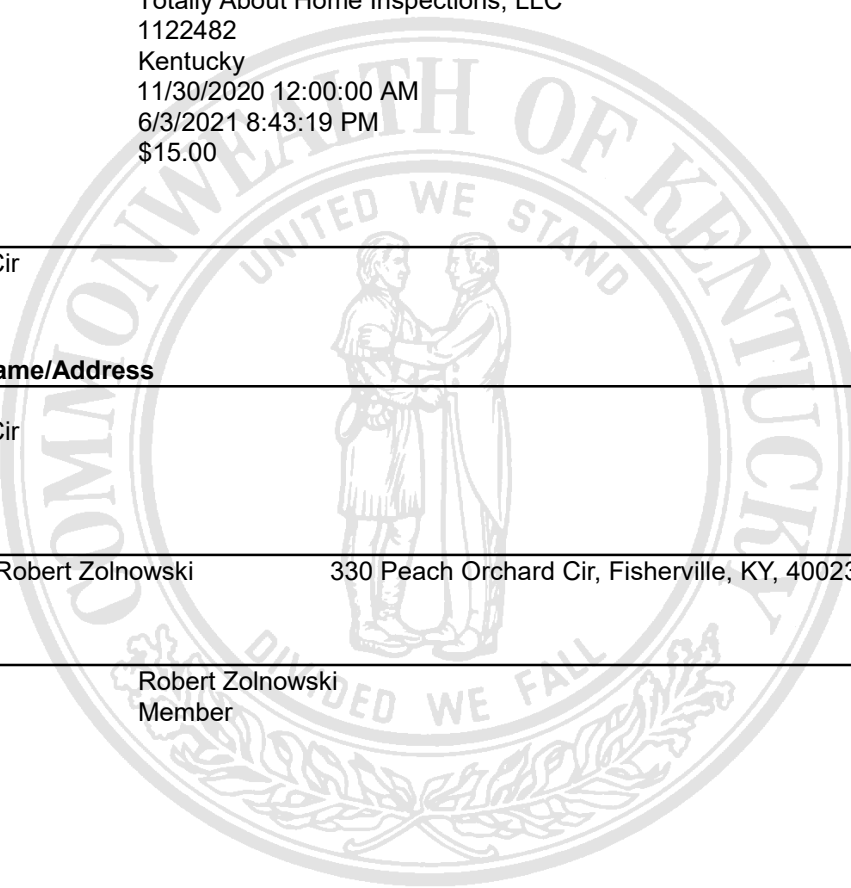 Totally About Home Inspections, LLC
1122482
Kentucky
11/30/2020 12:00:00 AM
6/3/2021 8:43:19 PM
$15.00
Cir
ame/Address
Cir
Robert Zolnowski 330 Peach Orchard Cir, Fisherville, KY, 40023
Robert Zolnowski
Member
COMMONWEALTH OF KENTUCKY
UNITED WE STAND
DIVIDED WE FALL